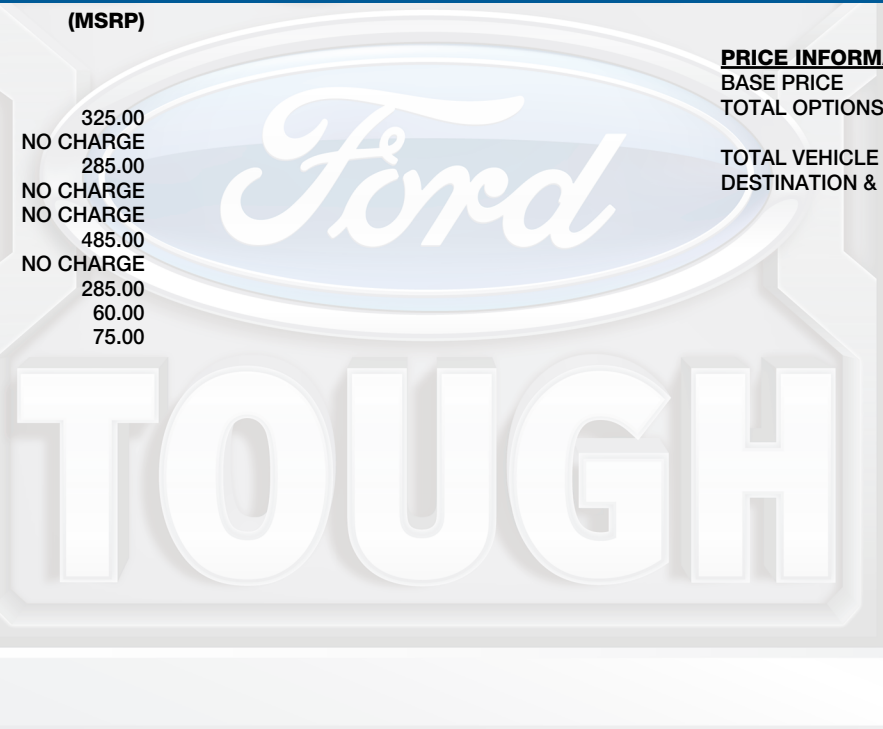 (MSRP)
325.00
NO CHARGE
285.00
NO CHARGE
NO CHARGE
485.00
NO CHARGE
285.00
60.00
75.00
PRICE INFORMA
BASE PRICE
TOTAL OPTIONS
TOTAL VEHICLE
DESTINATION &
Ford
TOUGH